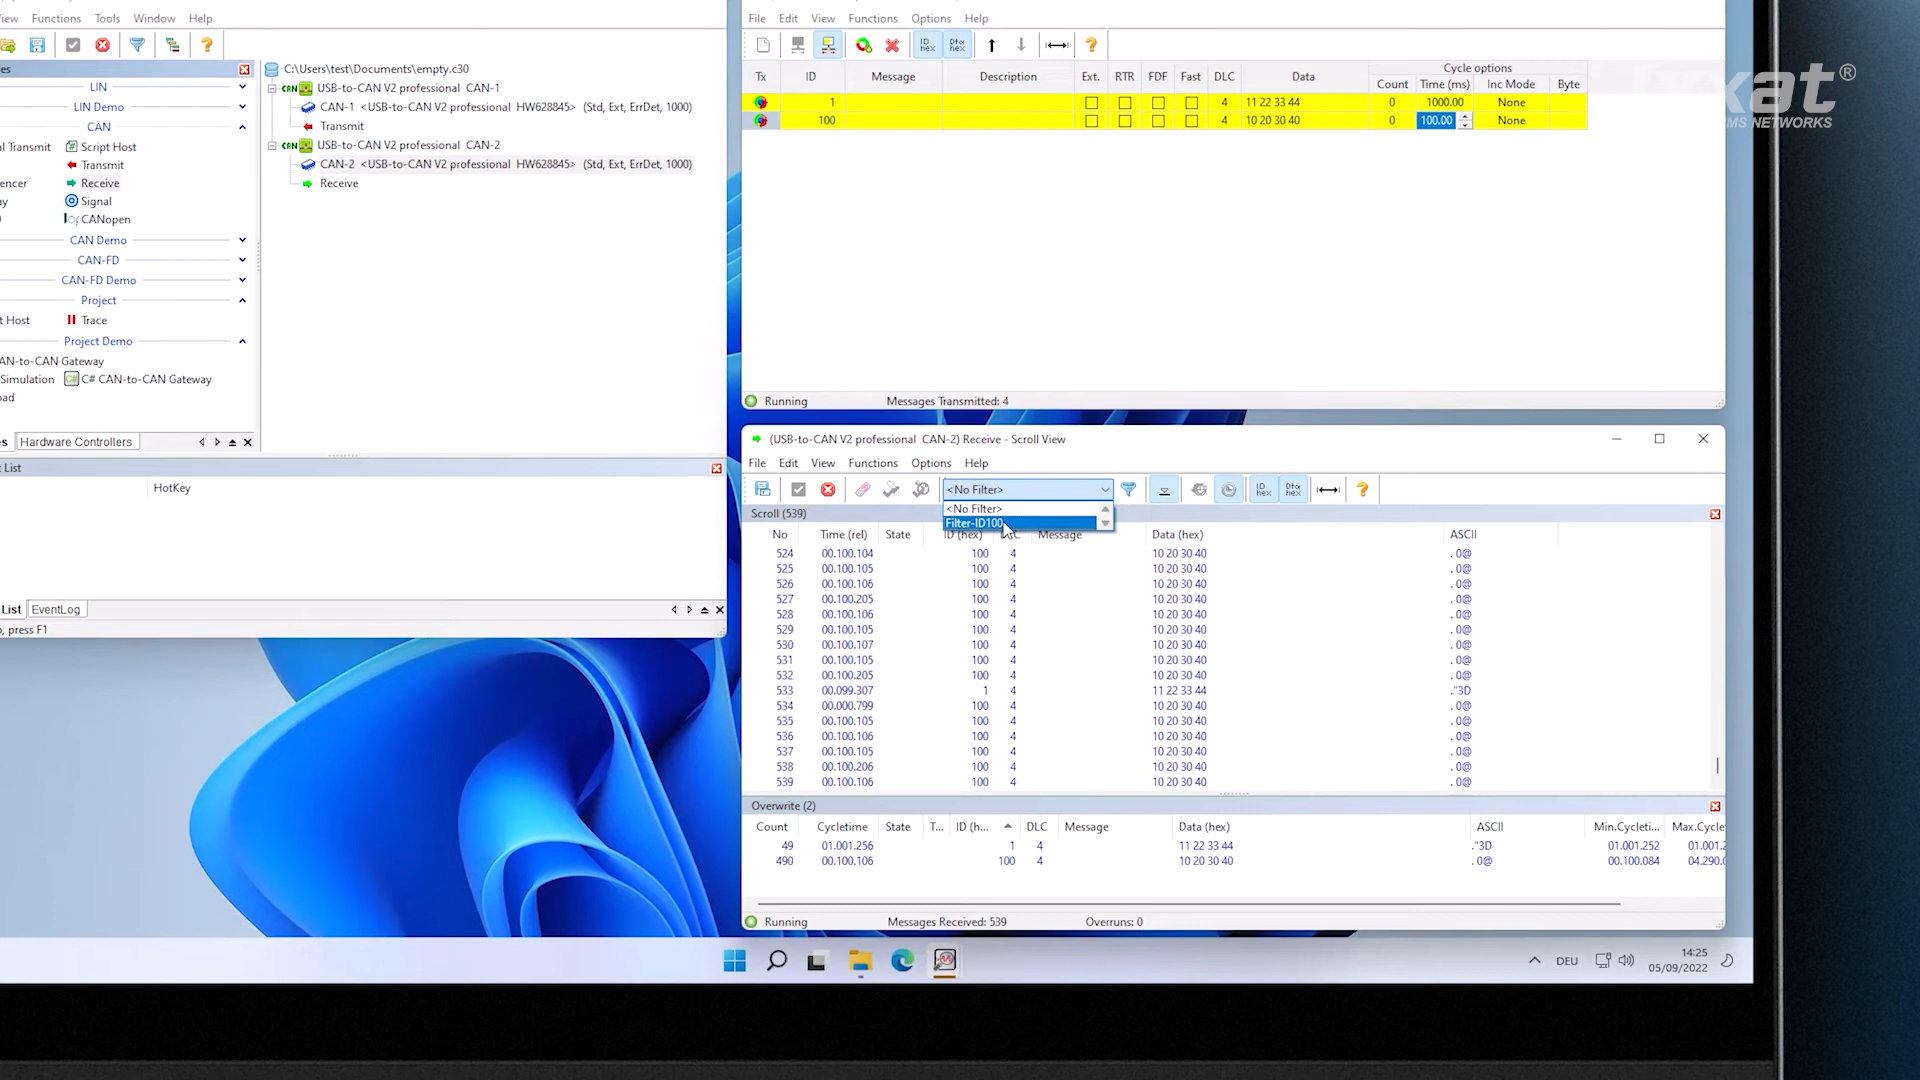 View Functions Tools Window Help
C:\Users\test\Documents\empty.c30
USB-to-CAN V2 professional CAN-1
CAN-1 <USB-to-CAN V2 professional HW628845> (Std, Ext, ErrDet, 1000)
Transmit
USB-to-CAN V2 professional CAN-2
CAN-2 <USB-to-CAN V2 professional HW628845> (Std, Ext, ErrDet, 1000)
Receive
LIN
LIN Demo
CAN
Transmit Script Host
Transmit
Receive
Signal
CANopen
CAN Demo
CAN-FD
CAN-FD Demo
Project
Host Trace
Project Demo
AN-to-CAN Gateway
Simulation C# CAN-to-CAN Gateway
Hardware Controllers
List
HotKey
List EventLog
, press F1
File Edit View Functions Options Help
ID hex Dta hex
Tx ID Message Description Ext. RTR FDF Fast DLC Data Cycle options
Count Time (ms) Inc Mode Byte
1 4 11 22 33 44 0 1000.00 None
100 4 10 20 30 40 0 100.00 None
Running Messages Transmitted: 4
(USB-to-CAN V2 professional CAN-2) Receive - Scroll View
File Edit View Functions Options Help
<No Filter> ID hex Dta hex
<No Filter>
Filter-ID100
Scroll (539)
No Time (rel) State ID (hex) Message Data (hex) ASCII
524 00.100.104 100 4 10 20 30 40 . 0@
525 00.100.105 100 4 10 20 30 40 . 0@
526 00.100.106 100 4 10 20 30 40 . 0@
527 00.100.205 100 4 10 20 30 40 . 0@
528 00.100.106 100 4 10 20 30 40 . 0@
529 00.100.105 100 4 10 20 30 40 . 0@
530 00.100.107 100 4 10 20 30 40 . 0@
531 00.100.105 100 4 10 20 30 40 . 0@
532 00.100.205 100 4 10 20 30 40 . 0@
533 00.099.307 1 4 11 22 33 44 ."3D
534 00.000.799 100 4 10 20 30 40 . 0@
535 00.100.105 100 4 10 20 30 40 . 0@
536 00.100.106 100 4 10 20 30 40 . 0@
537 00.100.105 100 4 10 20 30 40 . 0@
538 00.100.206 100 4 10 20 30 40 . 0@
539 00.100.106 100 4 10 20 30 40 . 0@
Overwrite (2)
Count Cycletime State T... ID (h... DLC Message Data (hex) ASCII Min.Cycleti... Max.Cycle
49 01.001.256 1 4 11 22 33 44 ."3D 01.001.252 01.001.
490 00.100.106 100 4 10 20 30 40 . 0@ 00.100.084 04.290.
Running Messages Received: 539 Overruns: 0
DEU
14:25
05/09/2022
xat®
MS NETWORKS